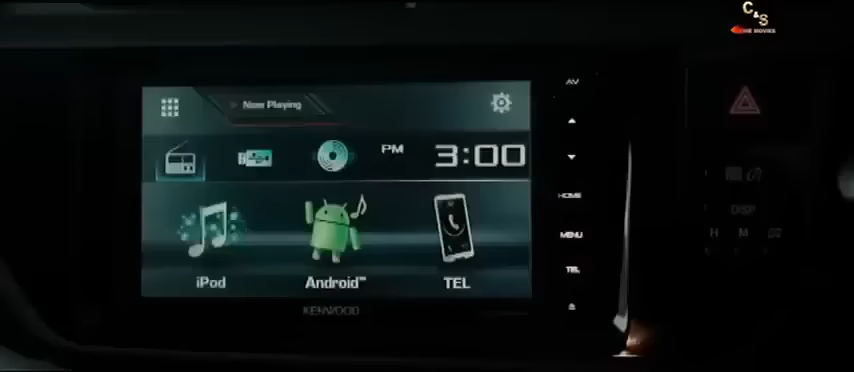 C&S
Now Playing
PM 3:00
iPod
Android™
TEL
KENWOOD
AV
HOME
MENU
TEL
DISP
H M